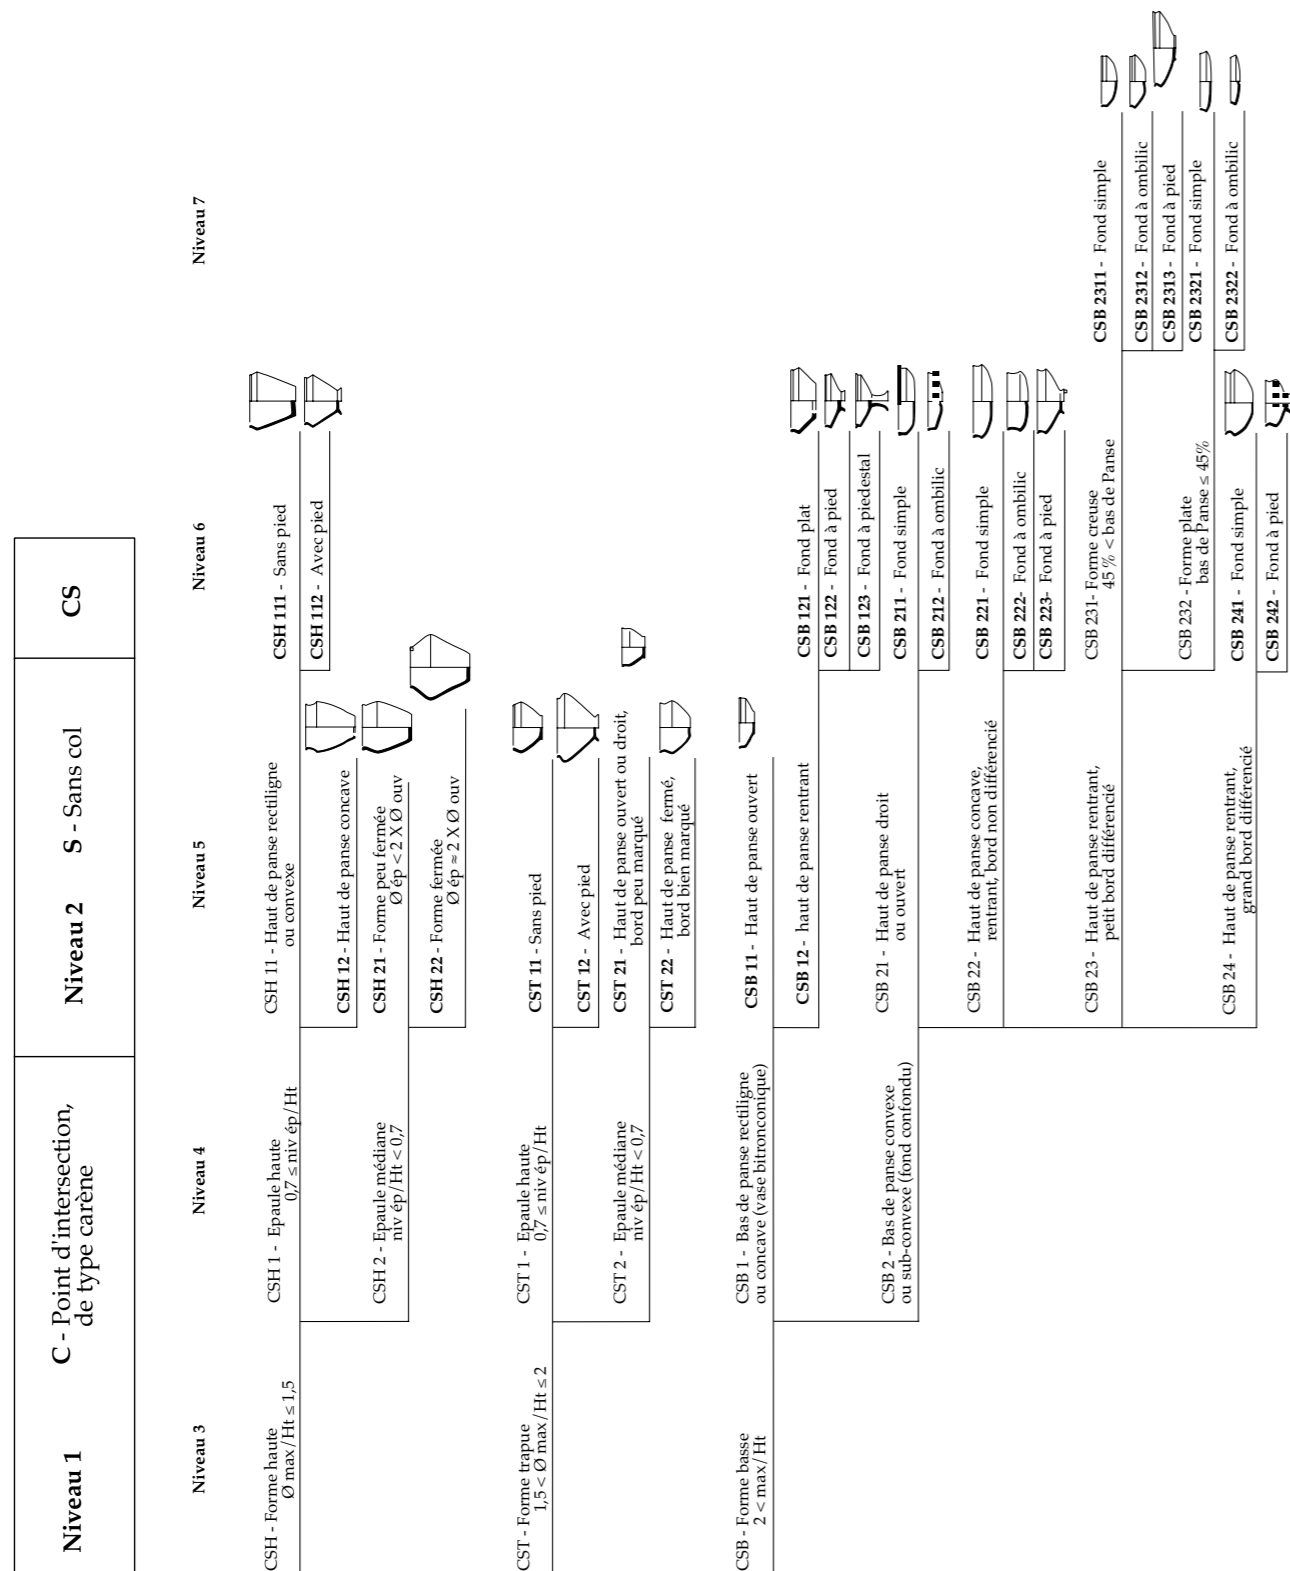 Niveau 1
C - Point d'intersection,
de type carène
Niveau 2
S - Sans col
CS
Niveau 3
Niveau 4
Niveau 5
Niveau 6
Niveau 7
CSH - Forme haute
Ø max/Ht ≤ 1,5
CSH 1 - Epaule haute
0,7 ≤ niv ép/Ht
CSH 11 - Haut de panse rectiligne
ou convexe
CSH 111 - Sans pied
CSH 112 - Avec pied
CSH 12 - Haut de panse concave
CSH 2 - Epaule médiane
niv ép/Ht < 0,7
CSH 21 - Forme peu fermée
Ø ép < 2 X Ø ouv
CSH 22 - Forme fermée
Ø ép ≈ 2 X Ø ouv
CST - Forme trapue
1,5 < Ø max/Ht ≤ 2
CST 1 - Epaule haute
0,7 ≤ niv ép/Ht
CST 11 - Sans pied
CST 12 - Avec pied
CST 2 - Epaule médiane
niv ép/Ht < 0,7
CST 21 - Haut de panse ouvert ou droit,
bord peu marqué
CST 22 - Haut de panse fermé,
bord bien marqué
CSB - Forme basse
2 < max/Ht
CSB 1 - Bas de panse rectiligne
ou concave (vase bitronconique)
CSB 11 - Haut de panse ouvert
CSB 12 - haut de panse rentrant
CSB 121 - Fond plat
CSB 122 - Fond à pied
CSB 123 - Fond à piedestal
CSB 2 - Bas de panse convexe
ou sub-convexe (fond confondu)
CSB 21 - Haut de panse droit
ou ouvert
CSB 211 - Fond simple
CSB 212 - Fond à ombilic
CSB 22 - Haut de panse concave,
rentrant, bord non différencié
CSB 221 - Fond simple
CSB 222- Fond à ombilic
CSB 223- Fond à pied
CSB 23 - Haut de panse rentrant,
petit bord différencié
CSB 231- Forme creuse
45 % < bas de Panse
CSB 2311 - Fond simple
CSB 2312 - Fond à ombilic
CSB 2313 - Fond à pied
CSB 232 - Forme plate
bas de Panse ≤ 45%
CSB 2321 - Fond simple
CSB 2322 - Fond à ombilic
CSB 24 - Haut de panse rentrant,
grand bord différencié
CSB 241 - Fond simple
CSB 242 - Fond à pied